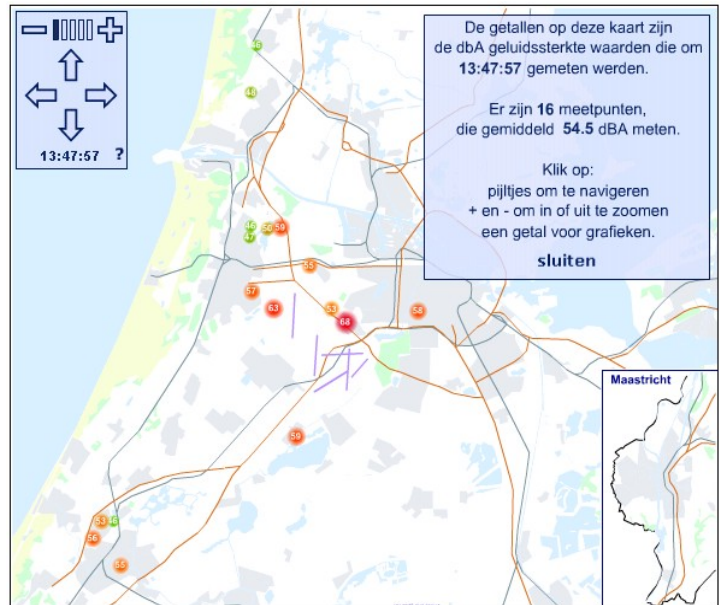 13:47:57 ?
De getallen op deze kaart zijn
de dbA geluidssterkte waarden die om
13:47:57 gemeten werden.
Er zijn 16 meetpunten,
die gemiddeld 54.5 dBA meten.
Klik op:
pijltjes om te navigeren
+ en - om in of uit te zoomen
een getal voor grafieken.
sluiten
46
48
46
47
50
59
55
57
63
53
68
58
59
53
46
56
55
Maastricht